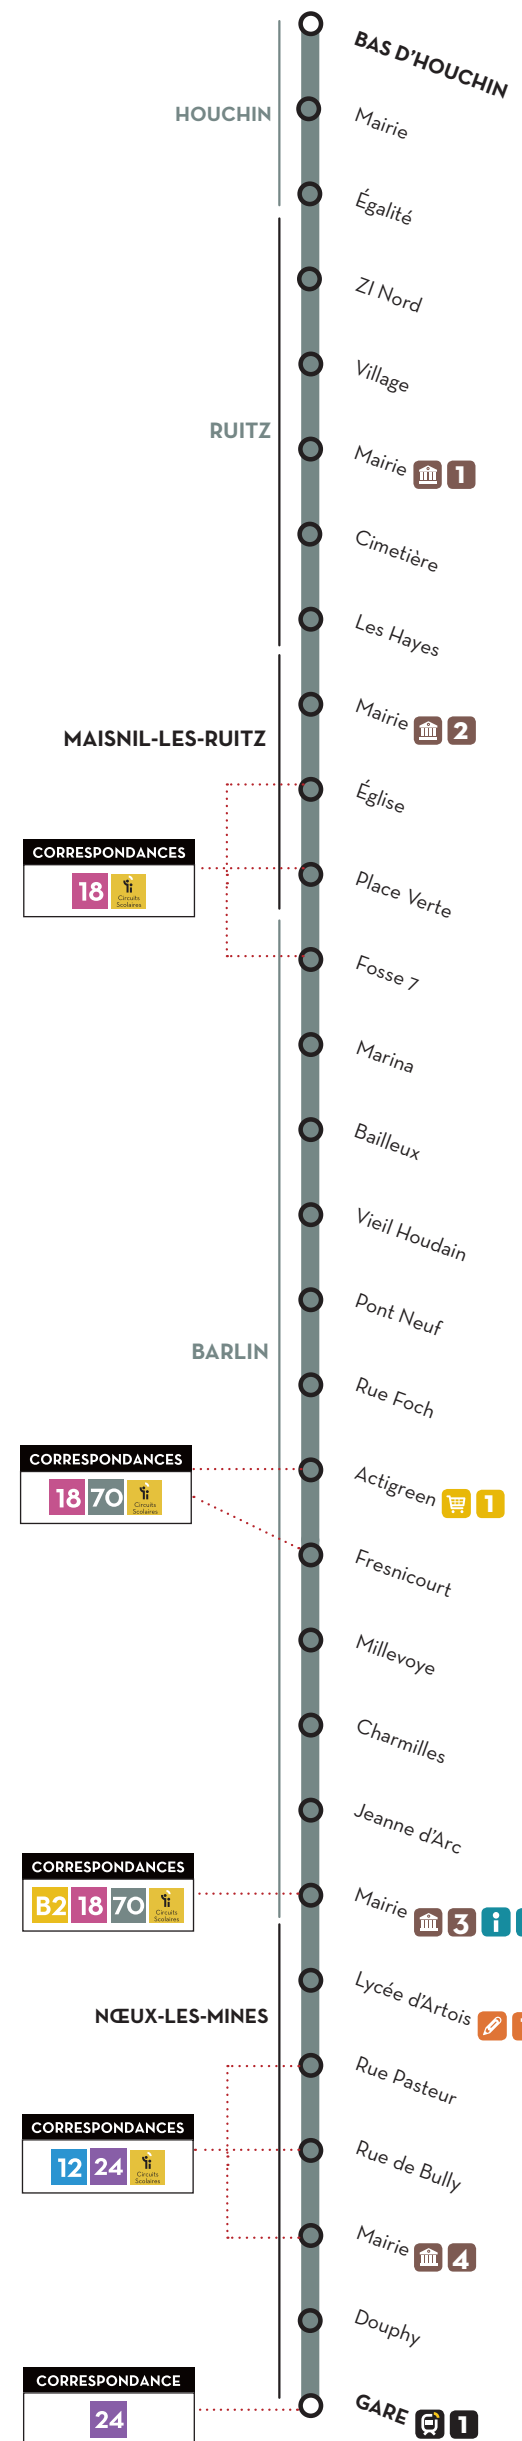 BAS D'HOUCHIN
HOUCHIN
Mairie
Égalité
ZI Nord
Village
RUITZ
Mairie 1
Cimetière
Les Hayes
Mairie 2
MAISNIL-LES-RUITZ
Église
CORRESPONDANCES
18 Circuits Scolaires
Place Verte
Fosse 7
Marina
Bailleux
Vieil Houdain
Pont Neuf
BARLIN
Rue Foch
CORRESPONDANCES
18 70 Circuits Scolaires
Actigreen 1
Fresnicourt
Millevoye
Charmilles
Jeanne d'Arc
CORRESPONDANCES
B2 18 70 Circuits Scolaires
Mairie 3 i
Lycée d'Artois
NŒUX-LES-MINES
Rue Pasteur
CORRESPONDANCES
12 24 Circuits Scolaires
Rue de Bully
Mairie 4
Douphy
CORRESPONDANCE
24
GARE 1